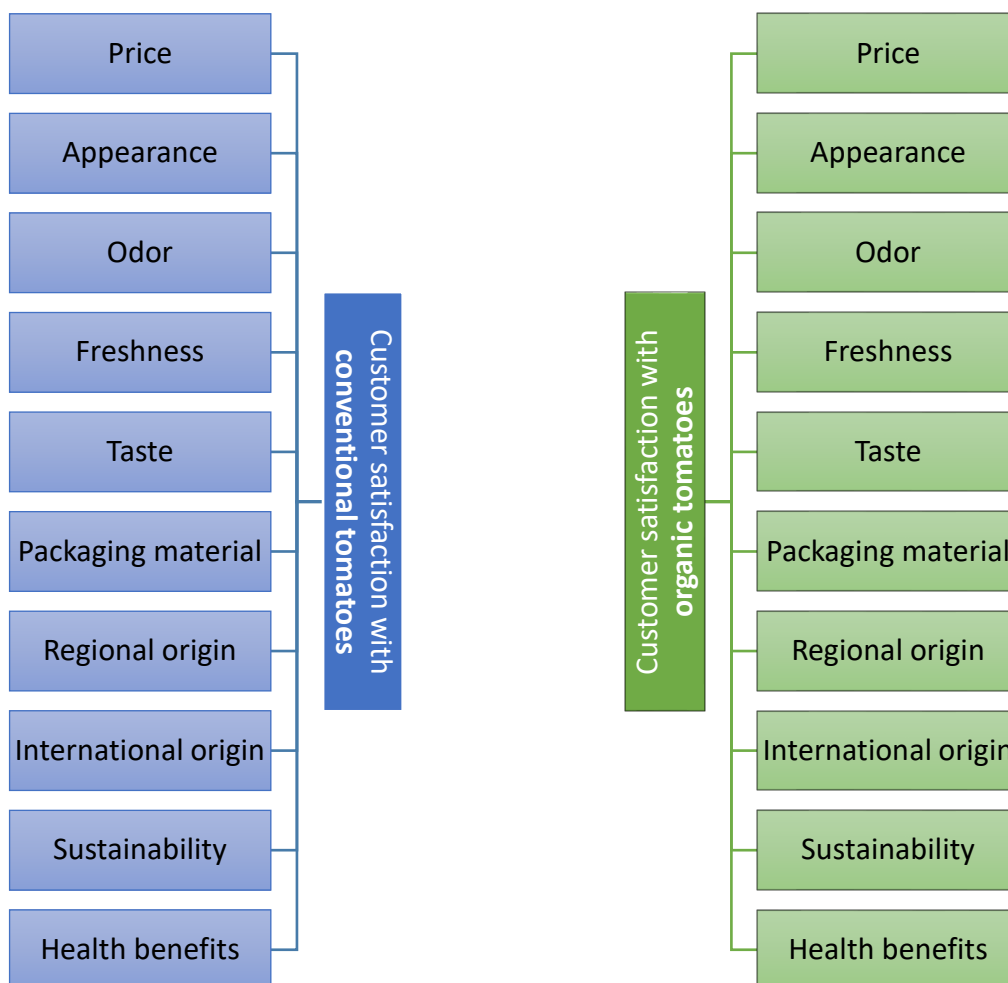 Price
Appearance
Odor
Freshness
Taste
Packaging material
Regional origin
International origin
Sustainability
Health benefits
Customer satisfaction with
conventional tomatoes
Customer satisfaction with
organic tomatoes
Price
Appearance
Odor
Freshness
Taste
Packaging material
Regional origin
International origin
Sustainability
Health benefits